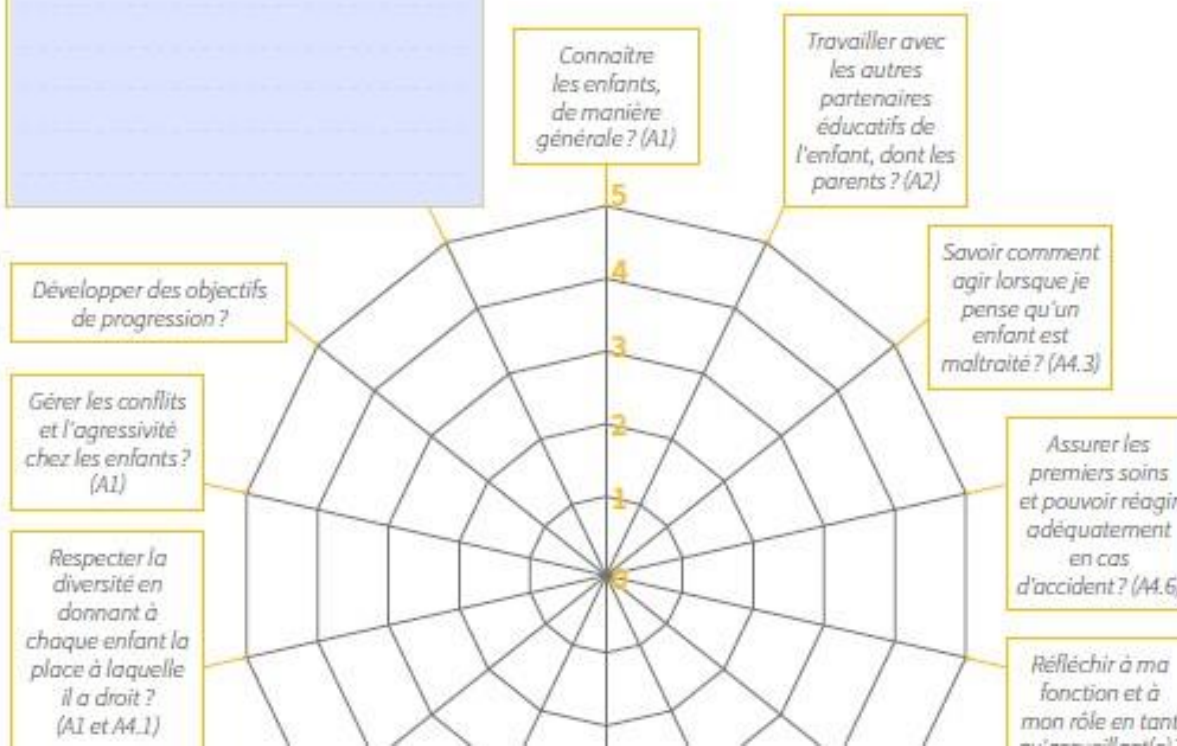 Connaître
les enfants,
de manière
générale ? (A1)
Travailler avec
les autres
partenaires
éducatifs de
l'enfant, dont les
parents ? (A2)
Savoir comment
agir lorsque je
pense qu'un
enfant est
maltraité ? (A4.3)
Assurer les
premiers soins
et pouvoir réagir
adéquatement
en cas
d'accident ? (A4.6)
Réfléchir à ma
fonction et à
mon rôle en tant
Développer des objectifs
de progression ?
Gérer les conflits
et l'agressivité
chez les enfants ?
(A1)
Respecter la
diversité en
donnant à
chaque enfant la
place à laquelle
il a droit ?
(A1 et A4.1)
5
4
3
2
1
0